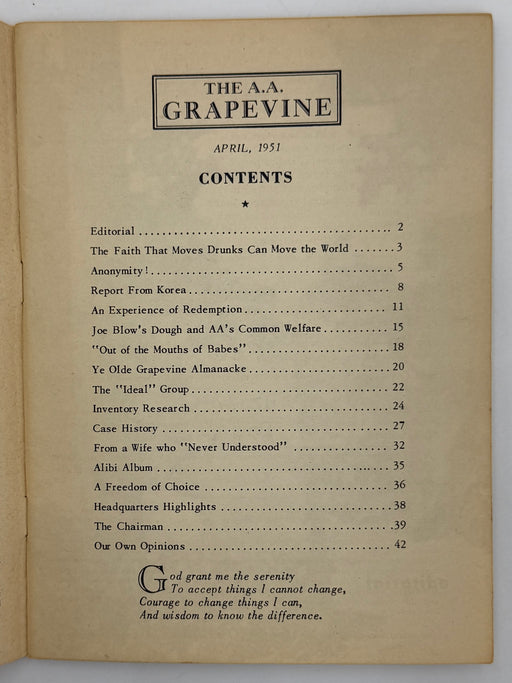 THE A.A.
GRAPEVINE
APRIL, 1951
CONTENTS
★
Editorial ........................................ 2
The Faith That Moves Drunks Can Move the World .......3
Anonymity! ....................................... 5
Report From Korea ................................ 8
An Experience of Redemption ...................... 11
Joe Blow's Dough and AA's Common Welfare ......... 15
"Out of the Mouths of Babes" ..................... 18
Ye Olde Grapevine Almanacke ...................... 20
The "Ideal" Group ................................ 22
Inventory Research ............................... 24
Case History ..................................... 27
From a Wife who "Never Understood" ............... 32
Alibi Album ...................................... 35
A Freedom of Choice .............................. 36
Headquarters Highlights .......................... 38
The Chairman ..................................... 39
Our Own Opinions ................................. 42
God grant me the serenity
To accept things I cannot change,
Courage to change things I can,
And wisdom to know the difference.